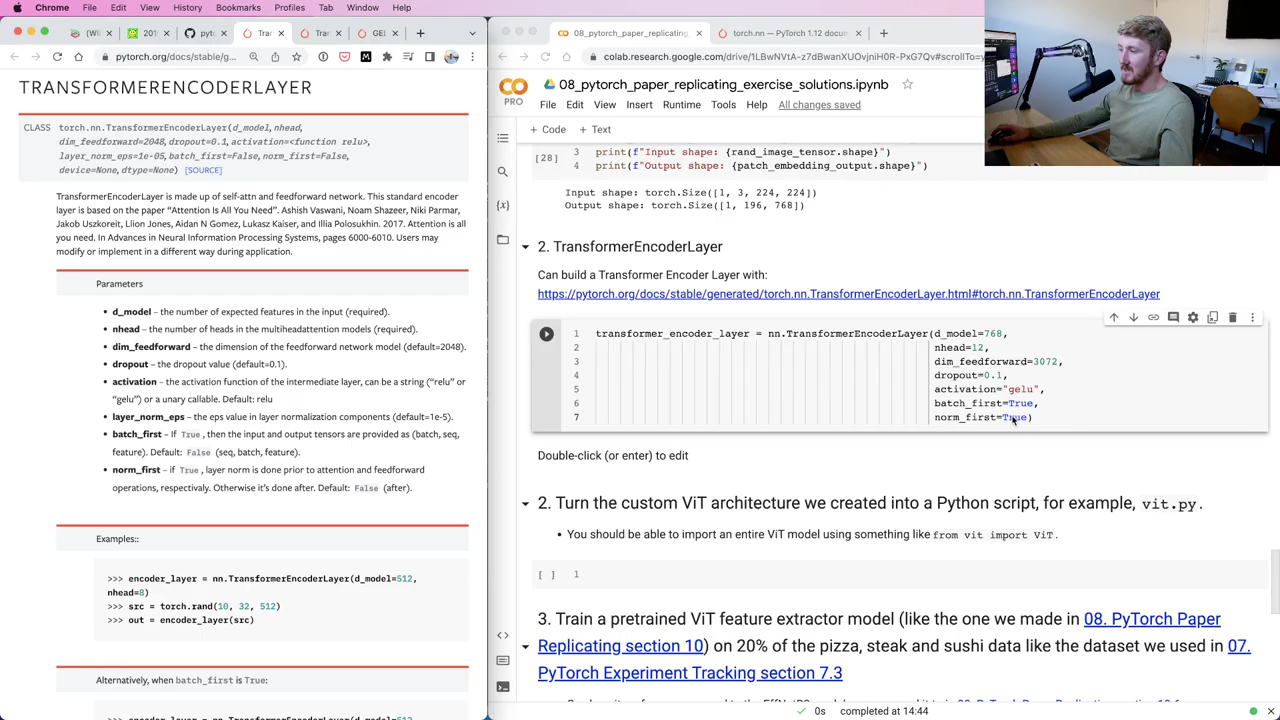 Chrome File Edit View History Bookmarks Profiles Tab Window Help
pytorch.org/docs/stable/g...
TRANSFORMERENCODERLAYER
CLASS torch.nn.TransformerEncoderLayer(d_model, nhead,
dim_feedforward=2048, dropout=0.1, activation=<function relu>,
layer_norm_eps=1e-05, batch_first=False, norm_first=False,
device=None, dtype=None) [SOURCE]
TransformerEncoderLayer is made up of self-attn and feedforward network. This standard encoder
layer is based on the paper “Attention Is All You Need”. Ashish Vaswani, Noam Shazeer, Niki Parmar,
Jakob Uszkoreit, Llion Jones, Aidan N Gomez, Lukasz Kaiser, and Illia Polosukhin. 2017. Attention is all
you need. In Advances in Neural Information Processing Systems, pages 6000-6010. Users may
modify or implement in a different way during application.
Parameters
• d_model – the number of expected features in the input (required).
• nhead – the number of heads in the multiheadattention models (required).
• dim_feedforward – the dimension of the feedforward network model (default=2048).
• dropout – the dropout value (default=0.1).
• activation – the activation function of the intermediate layer, can be a string (“relu” or
“gelu”) or a unary callable. Default: relu
• layer_norm_eps – the eps value in layer normalization components (default=1e-5).
• batch_first – If True, then the input and output tensors are provided as (batch, seq,
feature). Default: False (seq, batch, feature).
• norm_first – if True, layer norm is done prior to attention and feedforward
operations, respectivaly. Otherwise it’s done after. Default: False (after).
Examples::
>>> encoder_layer = nn.TransformerEncoderLayer(d_model=512,
nhead=8)
>>> src = torch.rand(10, 32, 512)
>>> out = encoder_layer(src)
Alternatively, when batch_first is True:
08_pytorch_paper_replicating_ torch.nn — PyTorch 1.12 docum
colab.research.google.com/drive/1LBwNVtA-z7dBwanXUOvjniH0R-PxG7Qv#scrollTo=
PRO
08_pytorch_paper_replicating_exercise_solutions.ipynb
File Edit View Insert Runtime Tools Help All changes saved
+ Code + Text
[28]
3 print(f"Input shape: {rand_image_tensor.shape}")
4 print(f"Output shape: {patch_embedding_output.shape}")
Input shape: torch.Size([1, 3, 224, 224])
Output shape: torch.Size([1, 196, 768])
2. TransformerEncoderLayer
Can build a Transformer Encoder Layer with:
https://pytorch.org/docs/stable/generated/torch.nn.TransformerEncoderLayer.html#torch.nn.TransformerEncoderLayer
1 transformer_encoder_layer = nn.TransformerEncoderLayer(d_model=768,
2 nhead=12,
3 dim_feedforward=3072,
4 dropout=0.1,
5 activation="gelu",
6 batch_first=True,
7 norm_first=True)
Double-click (or enter) to edit
2. Turn the custom ViT architecture we created into a Python script, for example, vit.py.
• You should be able to import an entire ViT model using something like from vit import ViT.
[ ] 1
3. Train a pretrained ViT feature extractor model (like the one we made in 08. PyTorch Paper
Replicating section 10) on 20% of the pizza, steak and sushi data like the dataset we used in 07.
PyTorch Experiment Tracking section 7.3
0s completed at 14:44